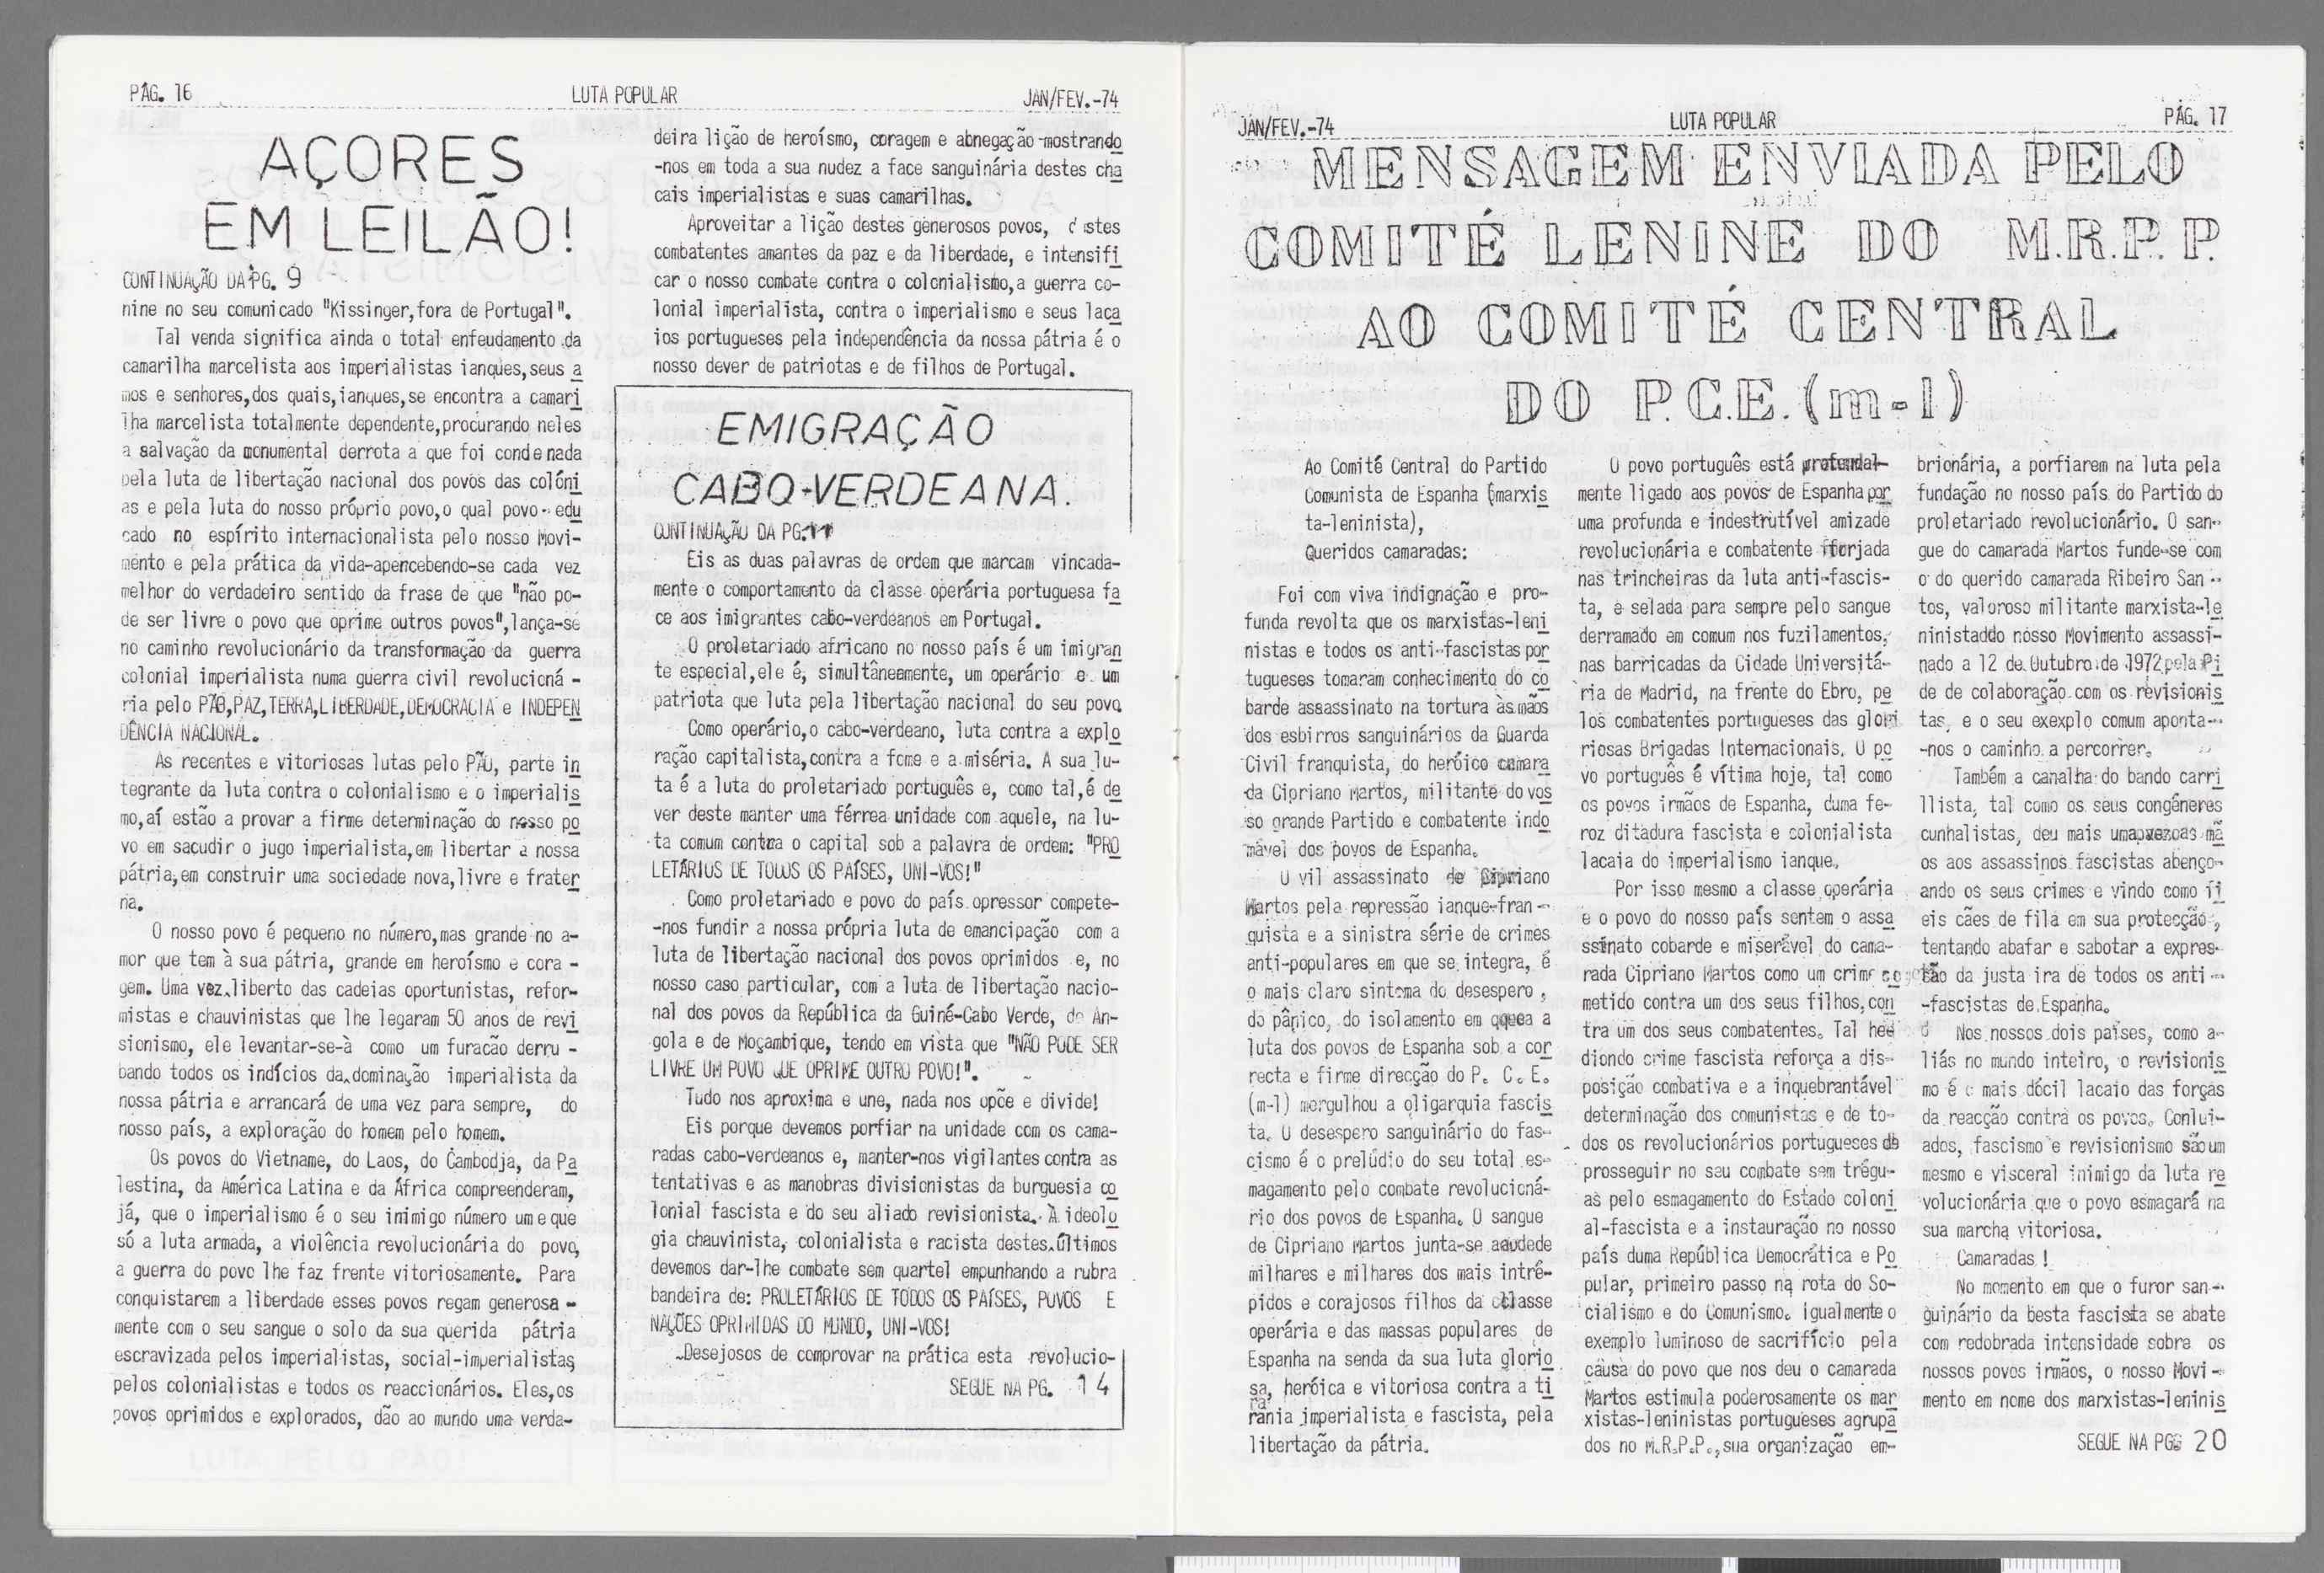 PÁG. 16
LUTA POPULAR
JAN/FEV.-74
AÇORES
EM LEILÃO!
CONTINUAÇÃO DA PG. 9
nine no seu comunicado "Kissinger,fora de Portugal".
Tal venda significa ainda o total enfeudamento da
camarilha marcelista aos imperialistas ianques,seus a
mos e senhores,dos quais,ianques,se encontra a camari
lha marcelista totalmente dependente,procurando neles
a salvação da monumental derrota a que foi condenada
pela luta de libertação nacional dos povos das colóni
as e pela luta do nosso próprio povo,o qual povo-edu
cado no espírito internacionalista pelo nosso Movi-
mento e pela prática da vida-apencebendo-se cada vez
melhor do verdadeiro sentido da frase de que "não po-
de ser livre o povo que oprime outros povos",lança-se
no caminho revolucionário da transformação da guerra
colonial imperialista numa guerra civil revolucioná -
ria pelo PÃO,PAZ,TERRA,LIBERDADE,DEMOCRACIA e INDEPEN
DÊNCIA NACIONAL.
As recentes e vitoriosas lutas pelo PÃO, parte in
tegrante da luta contra o colonialismo e o imperialis
mo,aí estão a provar a firme determinação do nosso po
vo em sacudir o jugo imperialista,em libertar a nossa
pátria,em construir uma sociedade nova,livre e frater
na.
O nosso povo é pequeno no número,mas grande no a-
mor que tem à sua pátria, grande em heroísmo e cora -
gem. Uma vez liberto das cadeias oportunistas, refor-
mistas e chauvinistas que lhe legaram 50 anos de revi
sionismo, ele levantar-se-à como um furacão derru -
bando todos os indícios da dominação imperialista da
nossa pátria e arrancará de uma vez para sempre, do
nosso país, a exploração do homem pelo homem.
Os povos do Vietname, do Laos, do Cambodja, da Pa
lestina, da América Latina e da África compreenderam,
já, que o imperialismo é o seu inimigo número um e que
só a luta armada, a violência revolucionária do povo,
a guerra do povo lhe faz frente vitoriosamente. Para
conquistarem a liberdade esses povos regam generosa -
mente com o seu sangue o solo da sua querida pátria
escravizada pelos imperialistas, social-imperialistas,
pelos colonialistas e todos os reaccionários. Eles,os
povos oprimidos e explorados, dão ao mundo uma verda-
deira lição de heroísmo, coragem e abnegação-mostrando
-nos em toda a sua nudez a face sanguinária destes cha
cais imperialistas e suas camarilhas.
Aproveitar a lição destes generosos povos, destes
combatentes amantes da paz e da liberdade, e intensifi
car o nosso combate contra o colonialismo,a guerra co-
lonial imperialista, contra o imperialismo e seus laca
ios portugueses pela independência da nossa pátria é o
nosso dever de patriotas e de filhos de Portugal.
EMIGRAÇÃO
CABO-VERDEANA.
CONTINUAÇÃO DA PG.11
Eis as duas palavras de ordem que marcam vincada-
mente o comportamento da classe operária portuguesa fa
ce aos imigrantes cabo-verdeanos em Portugal.
O proletariado africano no nosso país é um imigran
te especial,ele é, simultâneamente, um operário e um
patriota que luta pela libertação nacional do seu povo.
Como operário,o cabo-verdeano, luta contra a explo
ração capitalista,contra a fome e a miséria. A sua lu-
ta é a luta do proletariado português e, como tal,é de
ver deste manter uma férrea unidade com aquele, na lu-
ta comum contra o capital sob a palavra de ordem: "PRO
LETÁRIOS DE TODOS OS PAÍSES, UNI-VOS!"
Como proletariado e povo do país opressor compete-
-nos fundir a nossa própria luta de emancipação com a
luta de libertação nacional dos povos oprimidos e, no
nosso caso particular, com a luta de libertação nacio-
nal dos povos da República da Guiné-Cabo Verde, de An-
gola e de Moçambique, tendo em vista que "NÃO PODE SER
LIVRE UM POVO QUE OPRIME OUTRO POVO!".
Tudo nos aproxima e une, nada nos opõe e divide!
Eis porque devemos porfiar na unidade com os cama-
radas cabo-verdeanos e, manter-nos vigilantes contra as
tentativas e as manobras divisionistas da burguesia co
lonial fascista e do seu aliado revisionista. À ideolo
gia chauvinista, colonialista e racista destes últimos
devemos dar-lhe combate sem quartel empunhando a rubra
bandeira de: PROLETÁRIOS DE TODOS OS PAÍSES, POVOS E
NAÇÕES OPRIMIDAS DO MUNDO, UNI-VOS!
Desejosos de comprovar na prática esta revolucio-
SEGUE NA PG. 14
JAN/FEV.-74
LUTA POPULAR
PÁG. 17
MENSAGEM ENVIADA PELO
COMITÉ LENINE DO M.R.P.P.
AO COMITÉ CENTRAL
DO P.C.E.(m-l)
Ao Comité Central do Partido
Comunista de Espanha (marxis
ta-leninista),
Queridos camaradas:
Foi com viva indignação e pro-
funda revolta que os marxistas-leni
nistas e todos os anti-fascistas por
tugueses tomaram conhecimento do co
barde assassinato na tortura às mãos
dos esbirros sanguinários da Guarda
Civil franquista, do heróico camara
da Cipriano Martos, militante do vos
so grande Partido e combatente indo
mável dos povos de Espanha.
O vil assassinato de Cipriano
Martos pela repressão ianque-fran -
quista e a sinistra série de crimes
anti-populares em que se integra, é
o mais claro sintoma do desespero ,
do pânico, do isolamento em qquea a
luta dos povos de Espanha sob a cor
recta e firme direcção do P. C. E.
(m-l) mergulhou a oligarquia fascis
ta. O desespero sanguinário do fas-
cismo é o prelúdio do seu total es-
magamento pelo combate revolucioná-
rio dos povos de Espanha. O sangue
de Cipriano Martos junta-se aoudede
milhares e milhares dos mais intré-
pidos e corajosos filhos da classe
operária e das massas populares de
Espanha na senda da sua luta glorio
sa, heróica e vitoriosa contra a ti
rania imperialista e fascista, pela
libertação da pátria.
O povo português está profundal-
mente ligado aos povos de Espanha por
uma profunda e indestrutível amizade
revolucionária e combatente fforjada
nas trincheiras da luta anti-fascis-
ta, e selada para sempre pelo sangue
derramado em comum nos fuzilamentos,
nas barricadas da Cidade Universitá-
ria de Madrid, na frente do Ebro, pe
los combatentes portugueses das glori
riosas Brigadas Internacionais. O po
vo português é vítima hoje, tal como
os povos irmãos de Espanha, duma fe-
roz ditadura fascista e colonialista
lacaia do imperialismo ianque.
Por isso mesmo a classe operária
e o povo do nosso país sentem o assa
ssinato cobarde e miserável do cama-
rada Cipriano Martos como um crime co
metido contra um dos seus filhos, con
tra um dos seus combatentes. Tal hee
diondo crime fascista reforça a dis-
posição combativa e a inquebrantável
determinação dos comunistas e de to-
dos os revolucionários portugueses de
prosseguir no seu combate sem trégu-
as pelo esmagamento do Estado coloni
al-fascista e a instauração no nosso
país duma República Democrática e Po
pular, primeiro passo na rota do So-
cialismo e do Comunismo. Igualmente o
exemplo luminoso de sacrifício pela
causa do povo que nos deu o camarada
Martos estimula poderosamente os mar
xistas-leninistas portugueses agrupa
dos no M.R.P.P.,sua organização em-
brionária, a porfiarem na luta pela
fundação no nosso país do Partido do
proletariado revolucionário. O san-
gue do camarada Martos funde-se com
o do querido camarada Ribeiro San -
tos, valoroso militante marxista-le
ninistaddo nosso Movimento assassi-
nado a 12 de Outubro de 1972 pela Pi
de de colaboração com os revisionis
tas, e o seu exexplo comum aponta-
-nos o caminho a percorrer.
Também a canalha do bando carri
llista, tal como os seus congéneres
cunhalistas, deu mais umapvezoas mã
os aos assassinos fascistas abenço-
ando os seus crimes e vindo como fi
eis cães de fila em sua protecção ,
tentando abafar e sabotar a expres-
são da justa ira de todos os anti -
-fascistas de Espanha.
Nos nossos dois países, como a-
liás no mundo inteiro, o revisionis
mo é o mais dócil lacaio das forças
da reacção contra os povos. Conlui-
ados, fascismo e revisionismo são um
mesmo e visceral inimigo da luta re
volucionária que o povo esmagará na
sua marcha vitoriosa.
Camaradas !
No momento em que o furor san-
guinário da besta fascista se abate
com redobrada intensidade sobre os
nossos povos irmãos, o nosso Movi -
mento em nome dos marxistas-leninis
SEGUE NA PGS 20